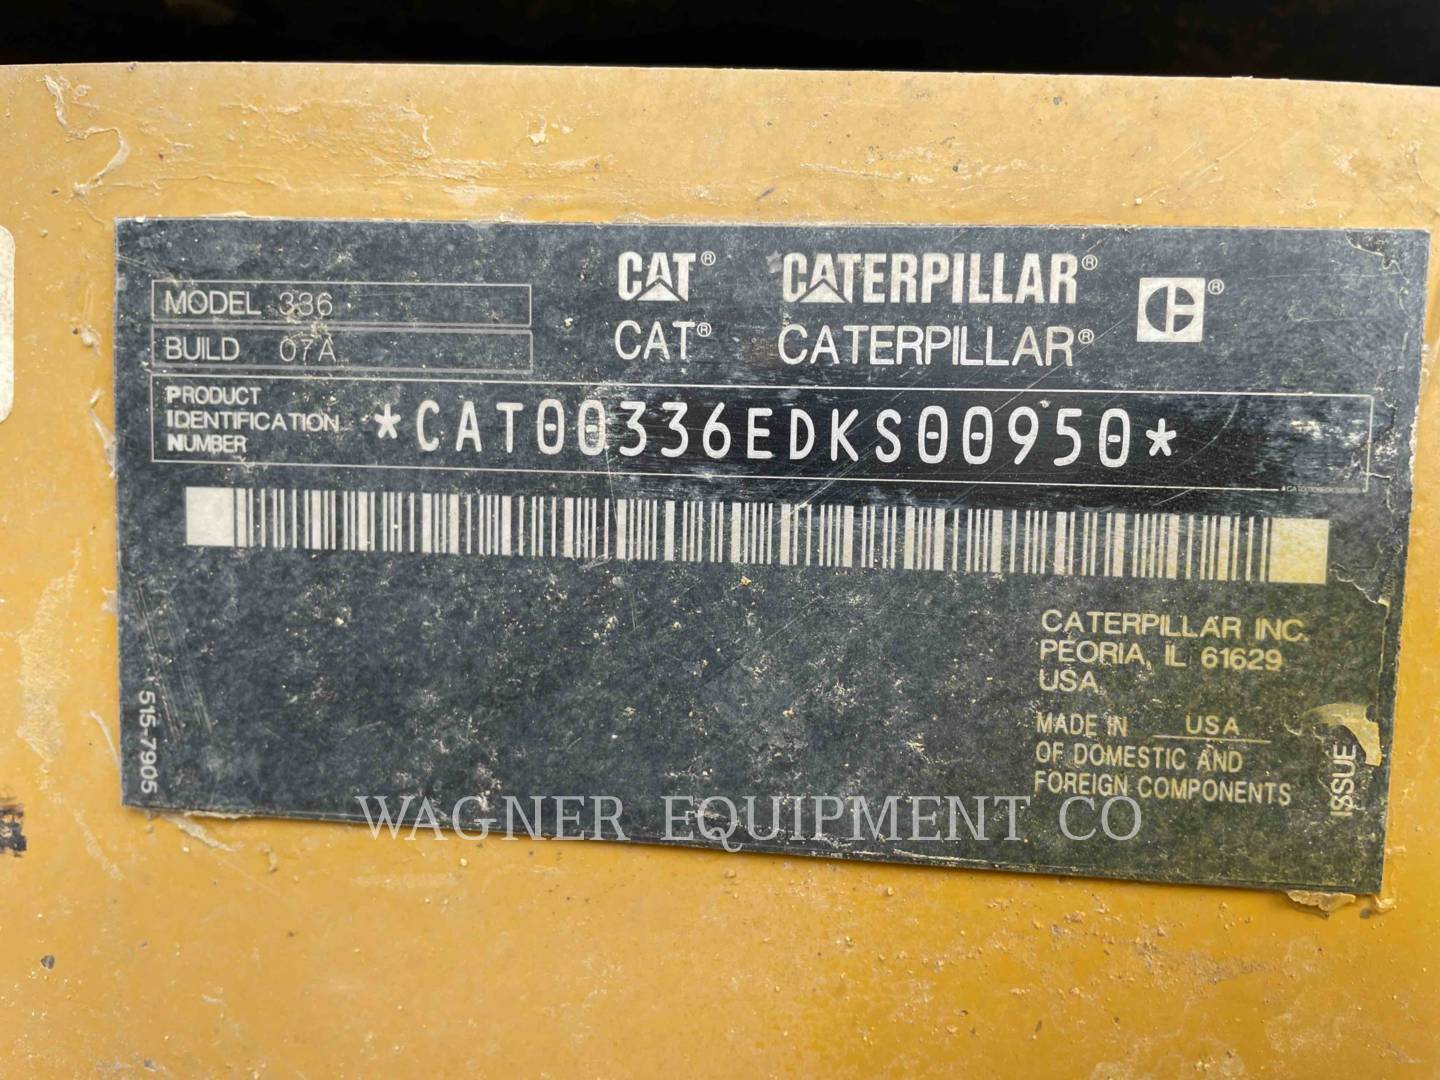 CAT® CATERPILLAR®
CAT® CATERPILLAR® C®
MODEL 336
BUILD 07A
PRODUCT IDENTIFICATION NUMBER *CAT00336EDKS00950*
CATERPILLAR INC.
PEORIA, IL 61629
USA
MADE IN USA
OF DOMESTIC AND
FOREIGN COMPONENTS
515-7905
ISSUE
WAGNER EQUIPMENT CO